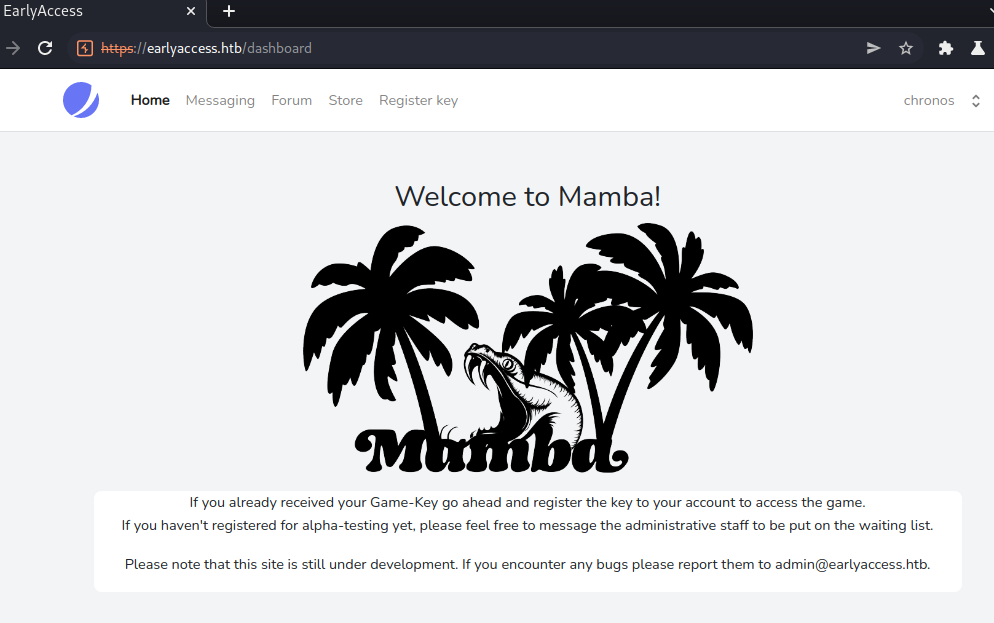 EarlyAccess
https://earlyaccess.htb/dashboard
Home Messaging Forum Store Register key chronos
Welcome to Mamba!
Mamba
If you already received your Game-Key go ahead and register the key to your account to access the game.
If you haven't registered for alpha-testing yet, please feel free to message the administrative staff to be put on the waiting list.
Please note that this site is still under development. If you encounter any bugs please report them to admin@earlyaccess.htb.